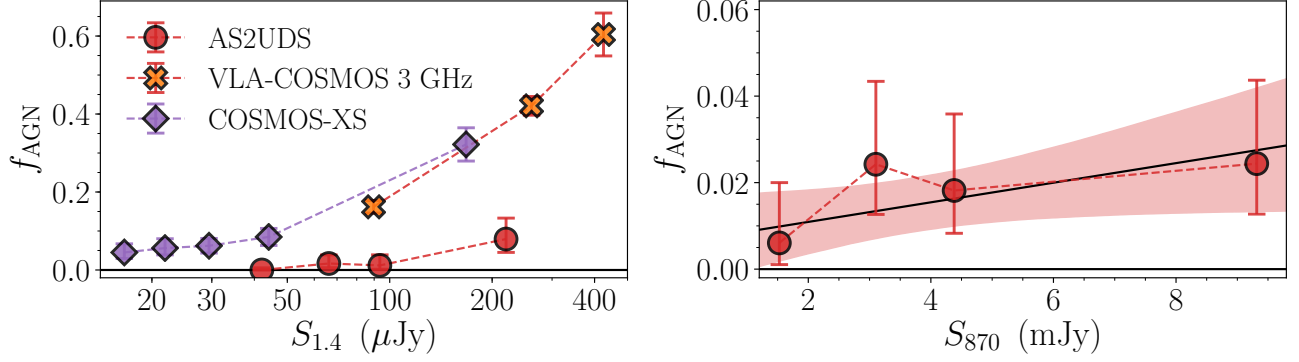 0.6
0.4
0.2
0.0
f_AGN
AS2UDS
VLA-COSMOS 3 GHz
COSMOS-XS
20 30 50 100 200 400
S_1.4 (μJy)
0.06
0.04
0.02
0.00
f_AGN
2 4 6 8
S_870 (mJy)